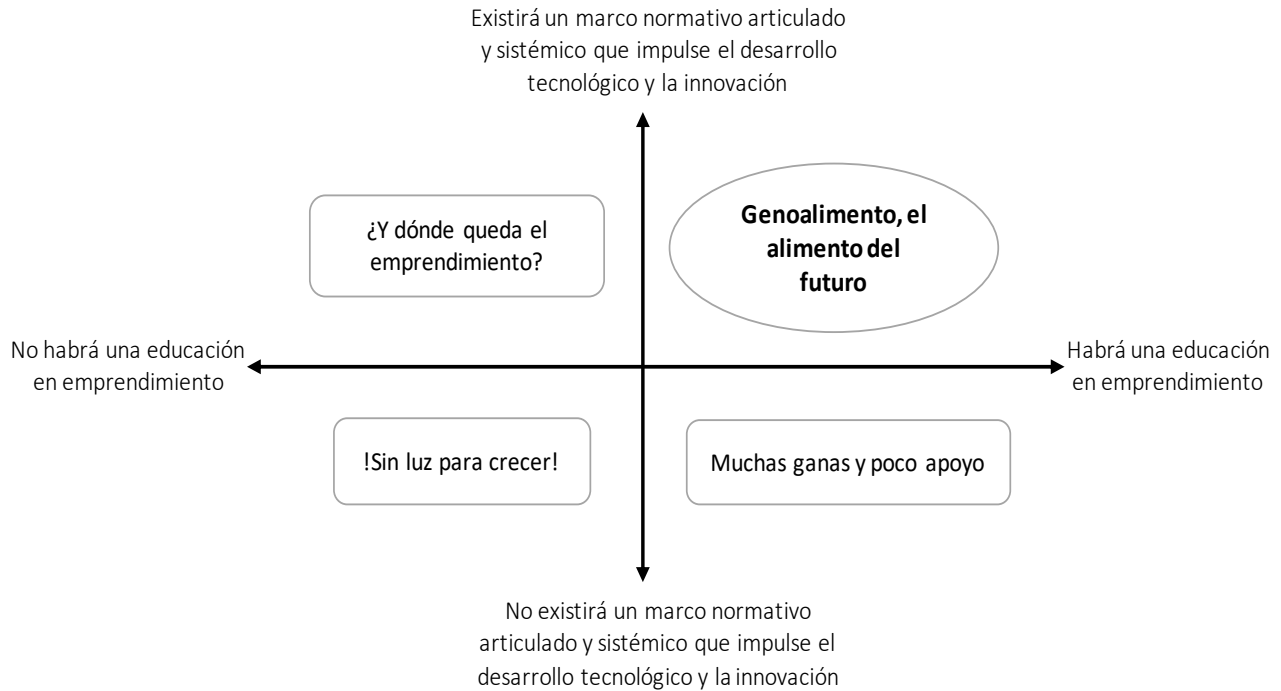 Existirá un marco normativo articulado
y sistémico que impulse el desarrollo
tecnológico y la innovación
¿Y dónde queda el
emprendimiento?
Genoalimento, el
alimento del
futuro
No habrá una educación
en emprendimiento
Habrá una educación
en emprendimiento
!Sin luz para crecer!
Muchas ganas y poco apoyo
No existirá un marco normativo
articulado y sistémico que impulse el
desarrollo tecnológico y la innovación